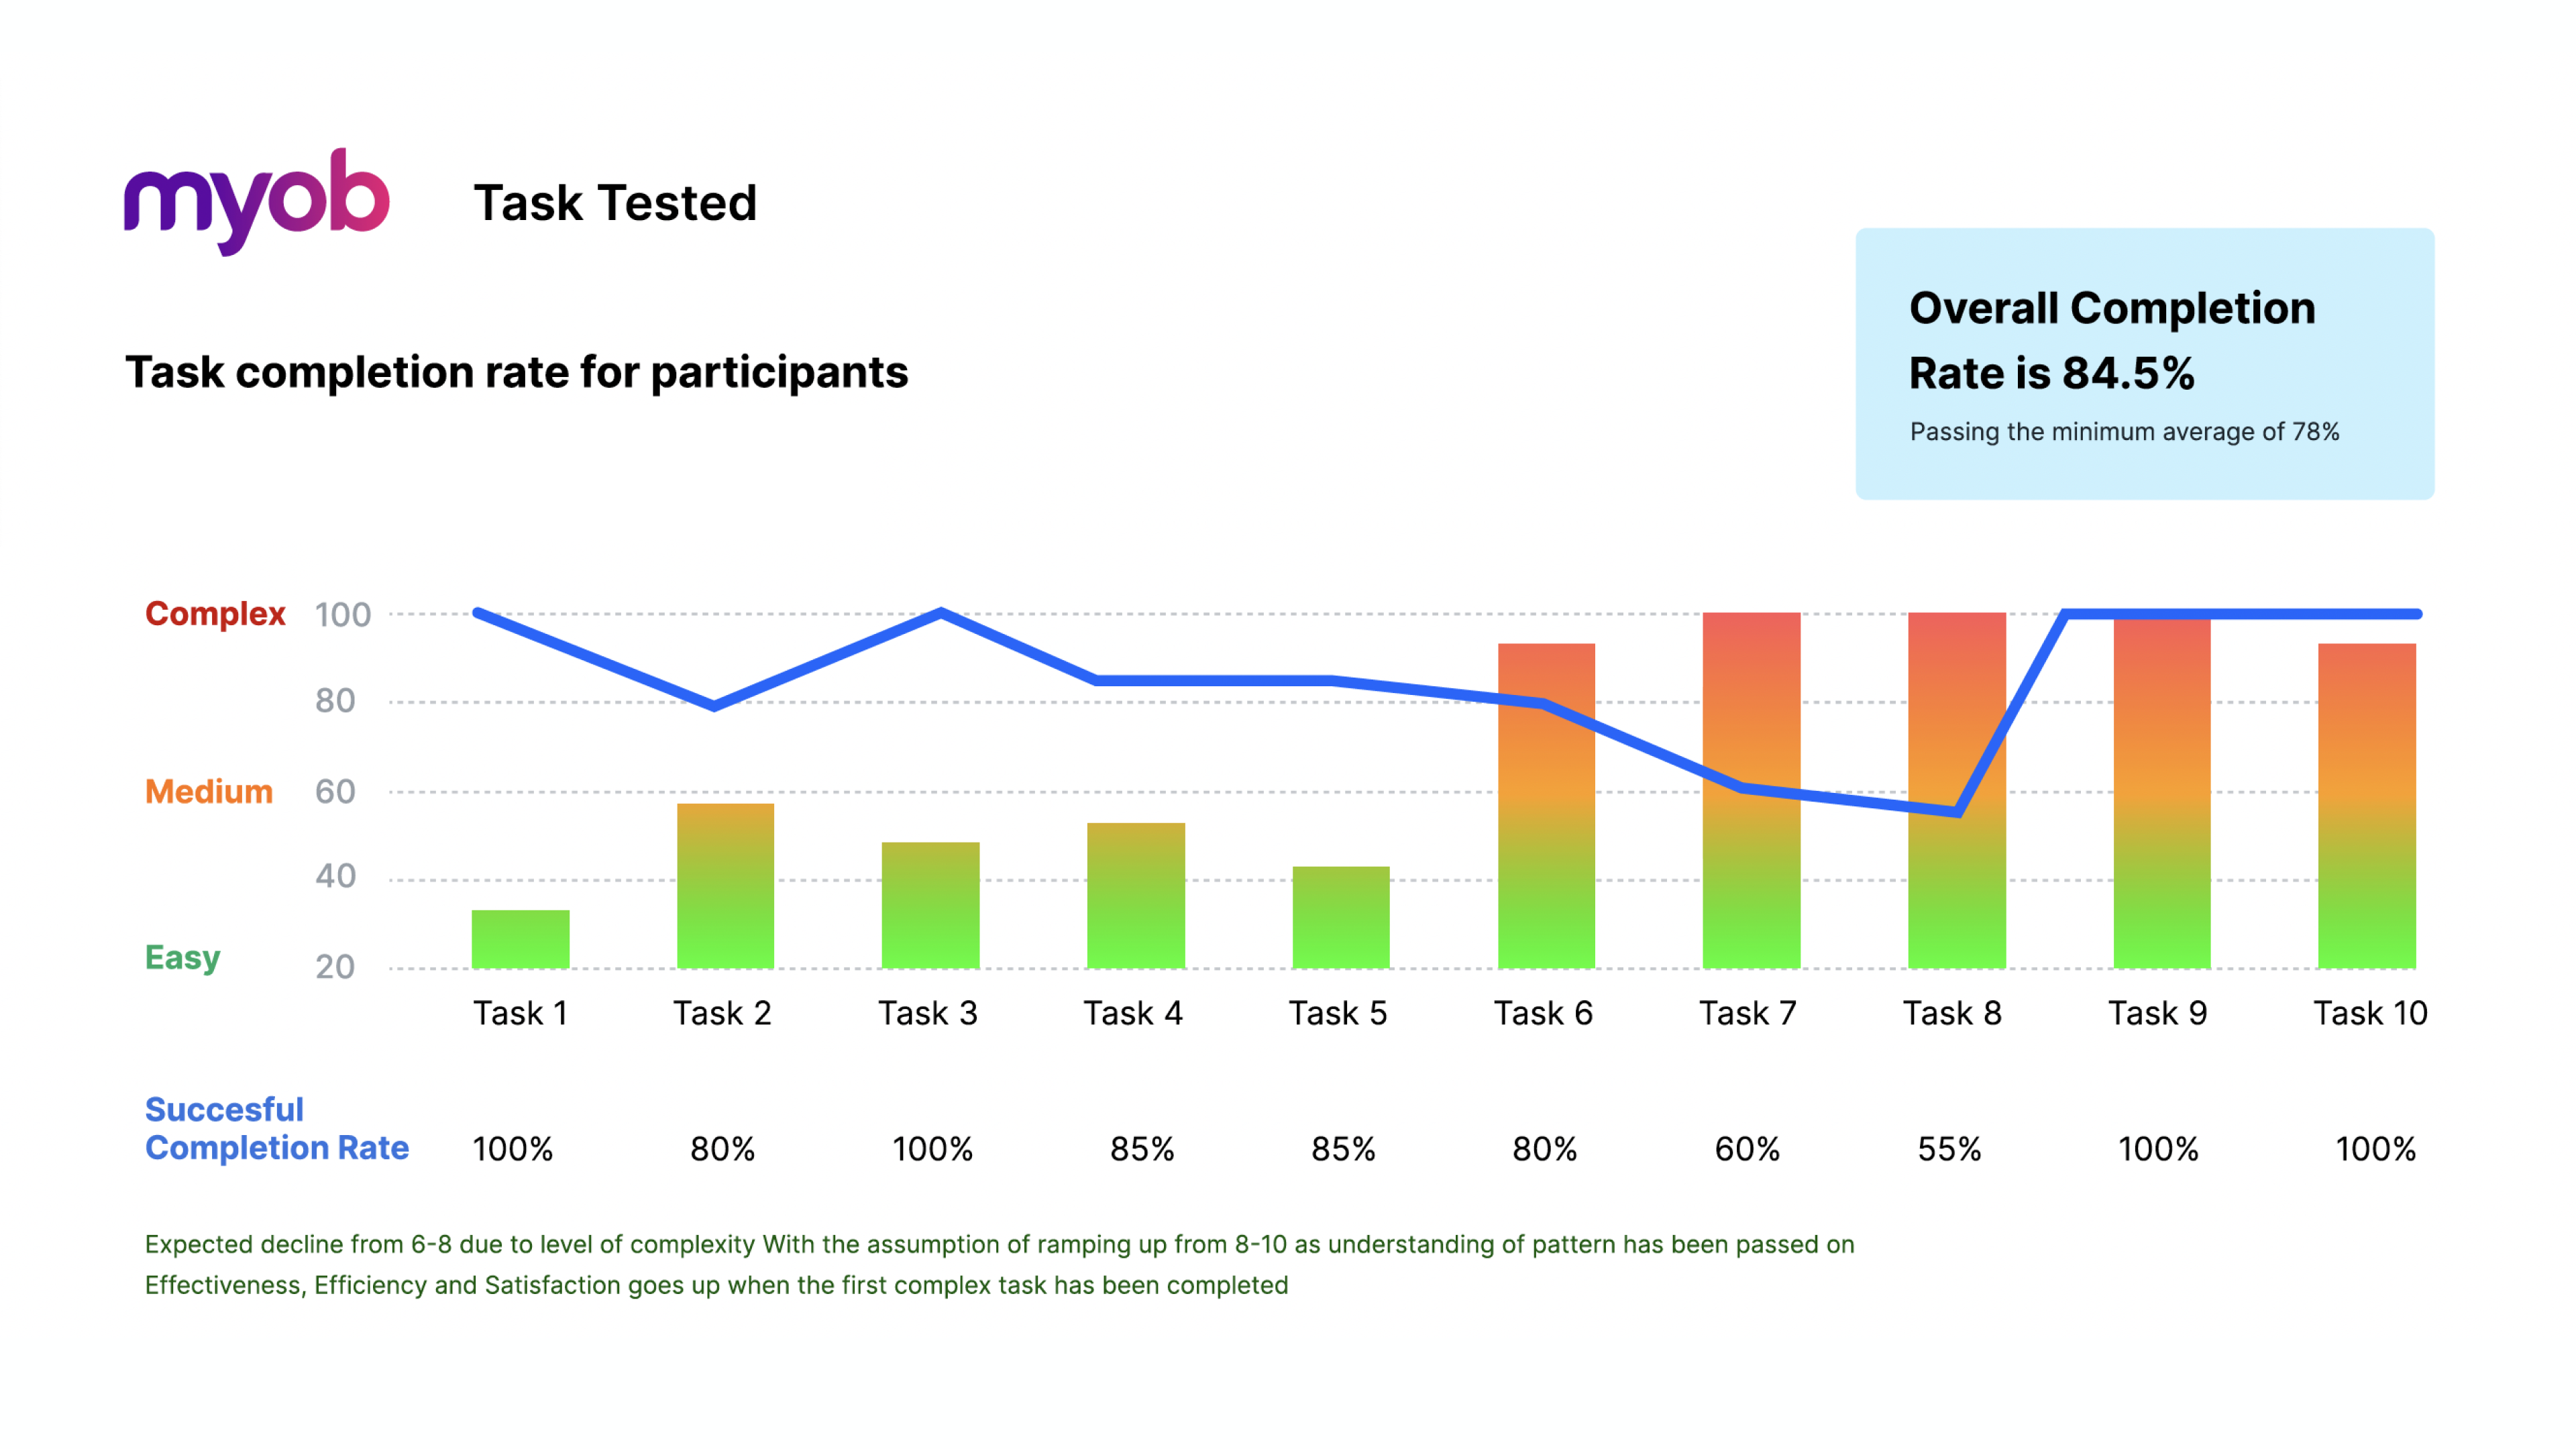 myob
Task Tested
Overall Completion
Rate is 84.5%
Passing the minimum average of 78%
Task completion rate for participants
Complex 100
80
Medium 60
40
Easy 20
Task 1 Task 2 Task 3 Task 4 Task 5 Task 6 Task 7 Task 8 Task 9 Task 10
Succesful
Completion Rate 100% 80% 100% 85% 85% 80% 60% 55% 100% 100%
Expected decline from 6-8 due to level of complexity With the assumption of ramping up from 8-10 as understanding of pattern has been passed on
Effectiveness, Efficiency and Satisfaction goes up when the first complex task has been completed